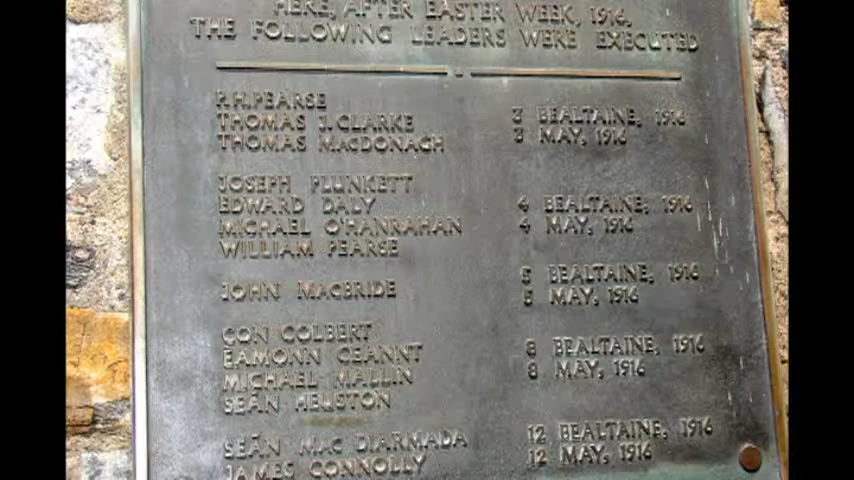 HERE, AFTER EASTER WEEK, 1916,
THE FOLLOWING LEADERS WERE EXECUTED
P.H. PEARSE
THOMAS J. CLARKE 3 BEALTAINE, 1916
THOMAS MACDONAGH 3 MAY, 1916
JOSEPH PLUNKETT
EDWARD DALY 4 BEALTAINE, 1916
MICHAEL O'HANRAHAN 4 MAY, 1916
WILLIAM PEARSE
JOHN MACBRIDE 5 BEALTAINE, 1916
5 MAY, 1916
CON COLBERT
EAMONN CEANNT 8 BEALTAINE, 1916
MICHAEL MALLIN 8 MAY, 1916
SEAN HEUSTON
SEÁN MAC DIARMADA 12 BEALTAINE, 1916
JAMES CONNOLLY 12 MAY, 1916